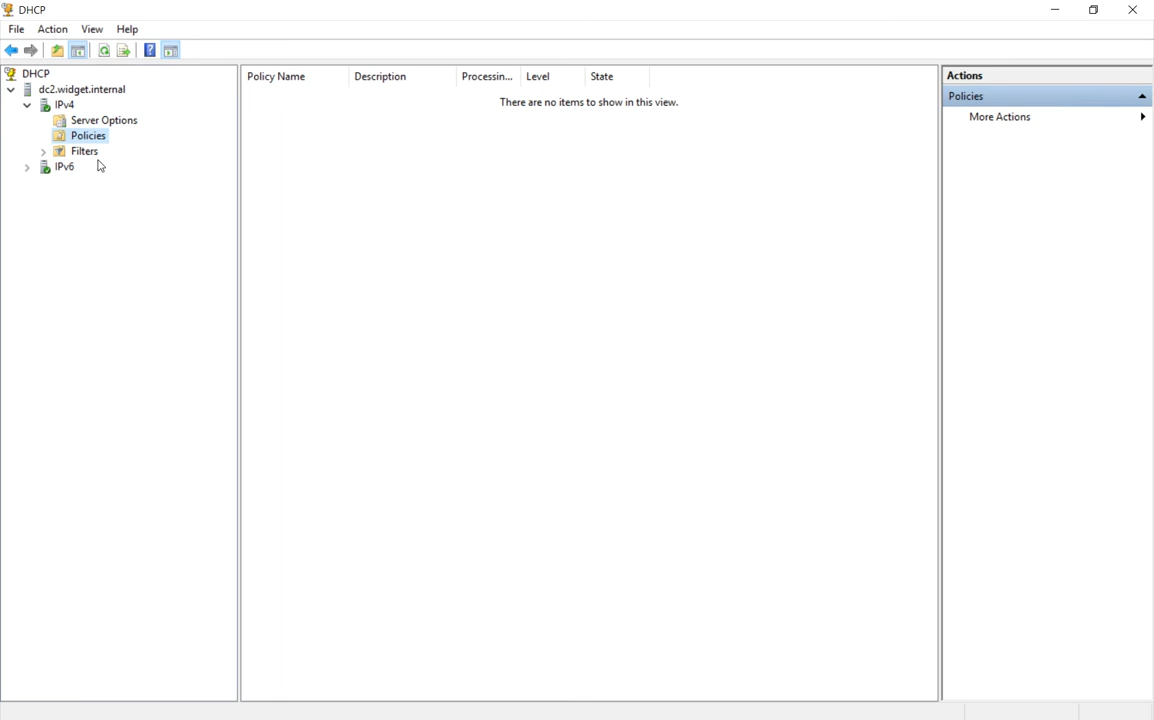 DHCP
File Action View Help
DHCP
dc2.widget.internal
IPv4
Server Options
Policies
Filters
IPv6
Policy Name Description Processin... Level State
There are no items to show in this view.
Actions
Policies
More Actions